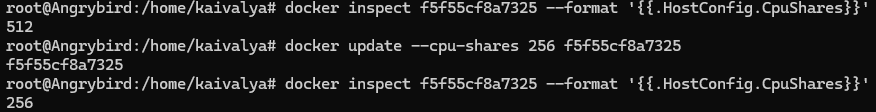 root@Angrybird:/home/kaivalya# docker inspect f5f55cf8a7325 --format '{{.HostConfig.CpuShares}}'
512
root@Angrybird:/home/kaivalya# docker update --cpu-shares 256 f5f55cf8a7325
f5f55cf8a7325
root@Angrybird:/home/kaivalya# docker inspect f5f55cf8a7325 --format '{{.HostConfig.CpuShares}}'
256